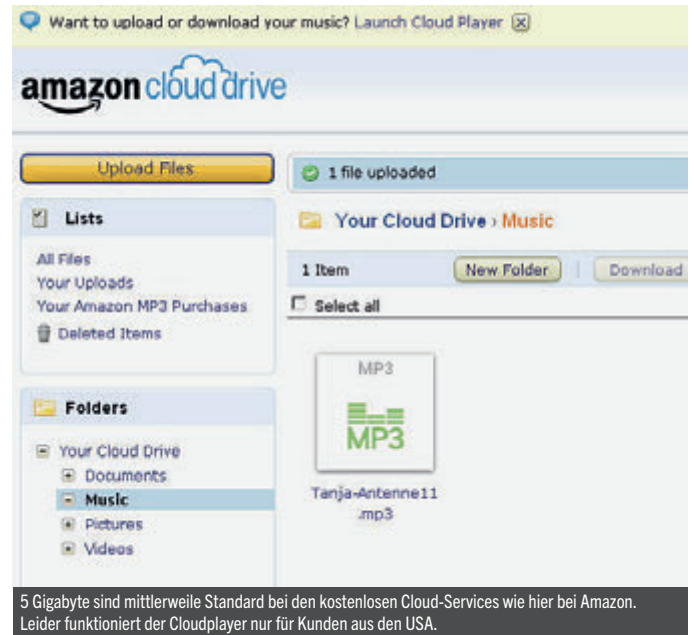 Want to upload or download your music? Launch Cloud Player
amazon cloud drive
Upload Files
1 file uploaded
Lists
Your Cloud Drive › Music
All Files
Your Uploads
Your Amazon MP3 Purchases
Deleted Items
1 Item New Folder Download
Select all
MP3
MP3
Tanja-Antenne11
.mp3
Folders
Your Cloud Drive
Documents
Music
Pictures
Videos
5 Gigabyte sind mittlerweile Standard bei den kostenlosen Cloud-Services wie hier bei Amazon.
Leider funktioniert der Cloudplayer nur für Kunden aus den USA.